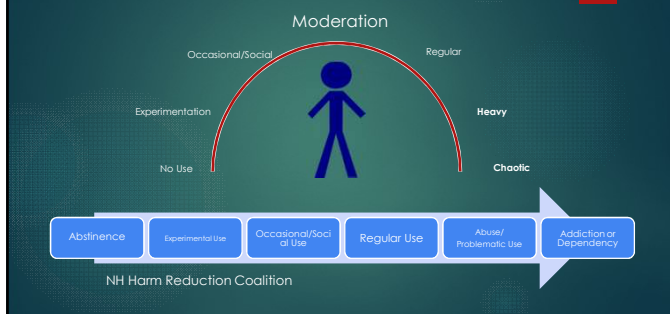 Moderation
Occasional/Social
Regular
Experimentation
Heavy
No Use
Chaotic
Abstinence
Experimental Use
Occasional/Soci
al Use
Regular Use
Abuse/
Problematic Use
Addiction or
Dependency
NH Harm Reduction Coalition